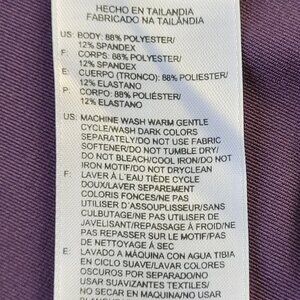 HECHO EN TAILANDIA
FABRICADO NA TAILÂNDIA
US: BODY: 88% POLYESTER/
12% SPANDEX
F: CORPS: 88% POLYESTER/
12% SPANDEX
E: CUERPO (TRONCO): 88% POLIESTER/
12% ELASTANO
P: CORPO: 88% POLIÉSTER/
12% ELASTANO
US: MACHINE WASH WARM GENTLE
CYCLE/WASH DARK COLORS
SEPARATELY/DO NOT USE FABRIC
SOFTENER/DO NOT TUMBLE DRY/
DO NOT BLEACH/COOL IRON/DO NOT
IRON MOTIF/DO NOT DRYCLEAN
F: LAVER À L'EAU TIÈDE CYCLE
DOUX/LAVER SEPAREMENT
COLORIS FONCES/NE PAS
UTILISER D'ASSOUPLISSEUR/SANS
CULBUTAGE/NE PAS UTILISER DE
JAVELISANT/REPASSAGE À FROID/NE
PAS REPASSER SUR LE MOTIF/PAS
DE NETTOYAGE À SEC
E: LAVADO A MÁQUINA CON AGUA TIBIA
EN CICLO SUAVE/LAVAR COLORES
OSCUROS POR SEPARADO/NO
USAR SUAVIZANTES TEXTILES/
NO SECAR EN MAQUINA/NO USAR